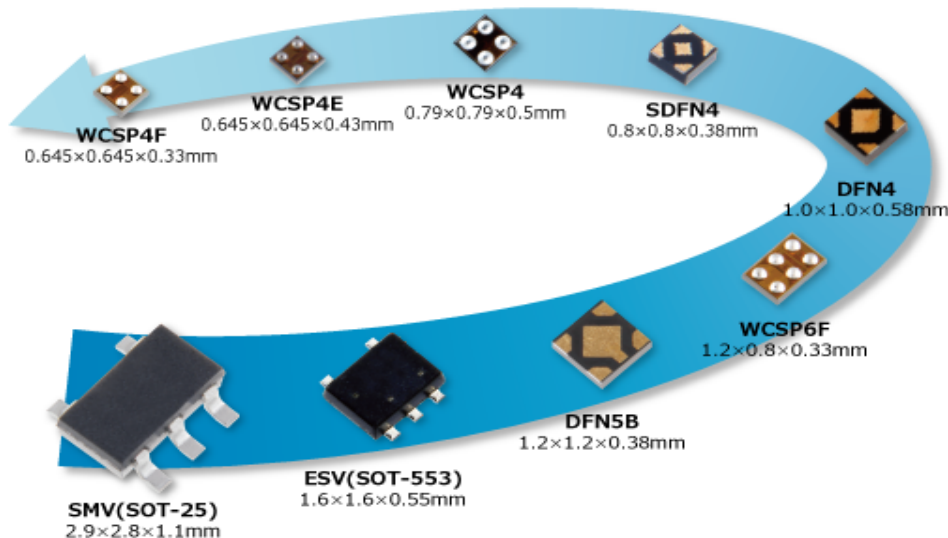 WCSP4F
0.645×0.645×0.33mm
WCSP4E
0.645×0.645×0.43mm
WCSP4
0.79×0.79×0.5mm
SDFN4
0.8×0.8×0.38mm
DFN4
1.0×1.0×0.58mm
WCSP6F
1.2×0.8×0.33mm
DFN5B
1.2×1.2×0.38mm
ESV(SOT-553)
1.6×1.6×0.55mm
SMV(SOT-25)
2.9×2.8×1.1mm